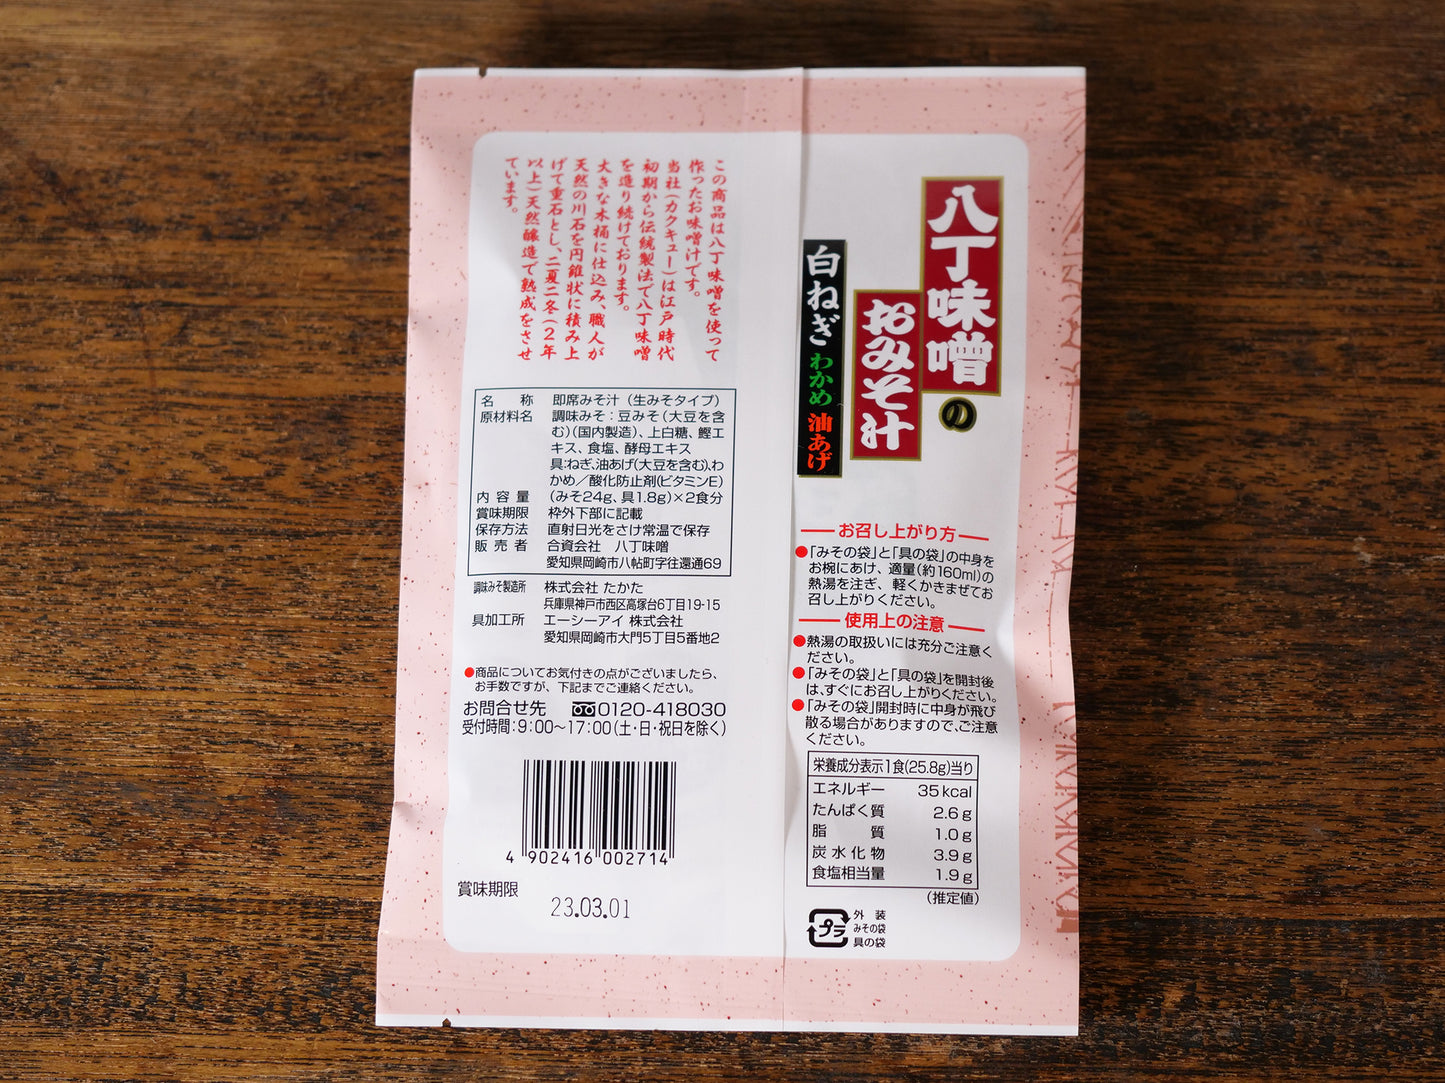 八丁味噌の
おみそ汁
白ねぎ わかめ 油あげ
この商品は八丁味噌を使って
作ったお味噌汁です。
当社(カクキュー)は江戸時代
初期から伝統製法で八丁味噌
を造り続けております。
大きな木桶に仕込み、職人が
天然の川石を円錐状に積み上
げて重石とし、二夏二冬(2年
以上)天然醸造で熟成をさせ
ています。
名 称 即席みそ汁(生みそタイプ)
原材料名 調味みそ:豆みそ(大豆を含
む)(国内製造)、上白糖、鰹エ
キス、食塩、酵母エキス
具:ねぎ、油あげ(大豆を含む)、わ
かめ/酸化防止剤(ビタミンE)
内容量 (みそ24g、具1.8g)×2食分
賞味期限 枠外下部に記載
保存方法 直射日光をさけ常温で保存
販売者 合資会社 八丁味噌
愛知県岡崎市八帖町字往還通69
調味みそ製造所 株式会社 たかた
兵庫県神戸市西区高塚台6丁目19-15
具加工所 エーシーアイ 株式会社
愛知県岡崎市大門5丁目5番地2
●商品についてお気付きの点がございましたら、
お手数ですが、下記までご連絡ください。
お問合せ先 0120-418030
受付時間:9:00〜17:00(土・日・祝日を除く)
4 902416 002714
賞味期限
23.03.01
お召し上がり方
●「みその袋」と「具の袋」の中身を
お椀にあけ、適量(約160ml)の
熱湯を注ぎ、軽くかきまぜてお
召し上がりください。
使用上の注意
●熱湯の取扱いには充分ご注意く
ださい。
●「みその袋」と「具の袋」を開封後
は、すぐにお召し上がりください。
●「みその袋」開封時に中身が飛び
散る場合がありますので、ご注意
ください。
栄養成分表示1食(25.8g)当り
エネルギー 35kcal
たんぱく質 2.6g
脂質 1.0g
炭水化物 3.9g
食塩相当量 1.9g
(推定値)
プラ
外装
みその袋
具の袋